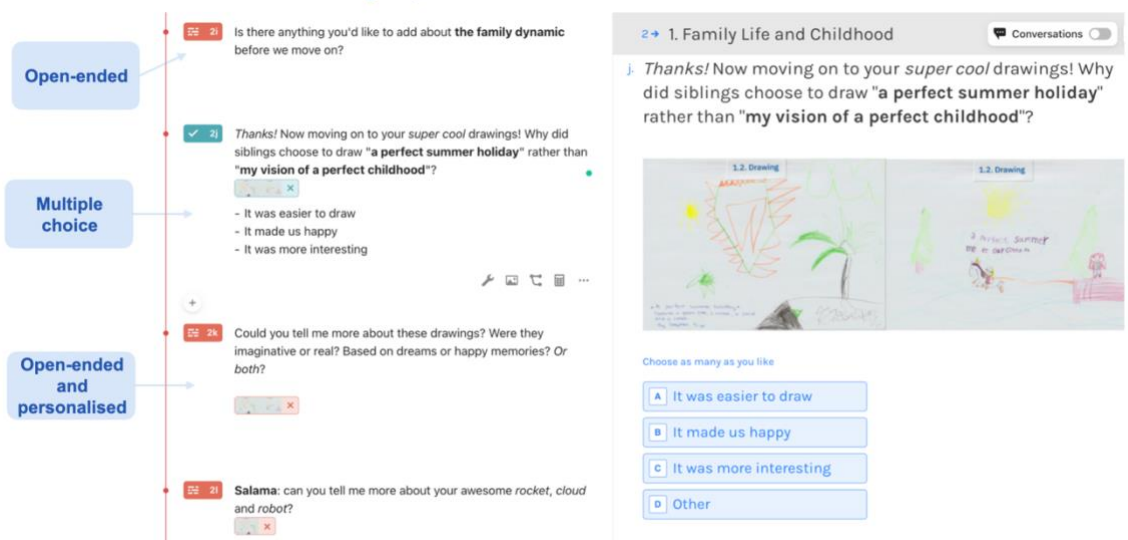 Open-ended
2i Is there anything you'd like to add about the family dynamic
before we move on?
Multiple
choice
2j Thanks! Now moving on to your super cool drawings! Why did
siblings choose to draw "a perfect summer holiday" rather than
"my vision of a perfect childhood"?
- It was easier to draw
- It made us happy
- It was more interesting
Open-ended
and
personalised
2k Could you tell me more about these drawings? Were they
imaginative or real? Based on dreams or happy memories? Or
both?
2l Salama: can you tell me more about your awesome rocket, cloud
and robot?
2→ 1. Family Life and Childhood
Conversations
j. Thanks! Now moving on to your super cool drawings! Why
did siblings choose to draw "a perfect summer holiday"
rather than "my vision of a perfect childhood"?
1.2. Drawing
1.2. Drawing
a perfect summer
Choose as many as you like
A It was easier to draw
B It made us happy
C It was more interesting
D Other